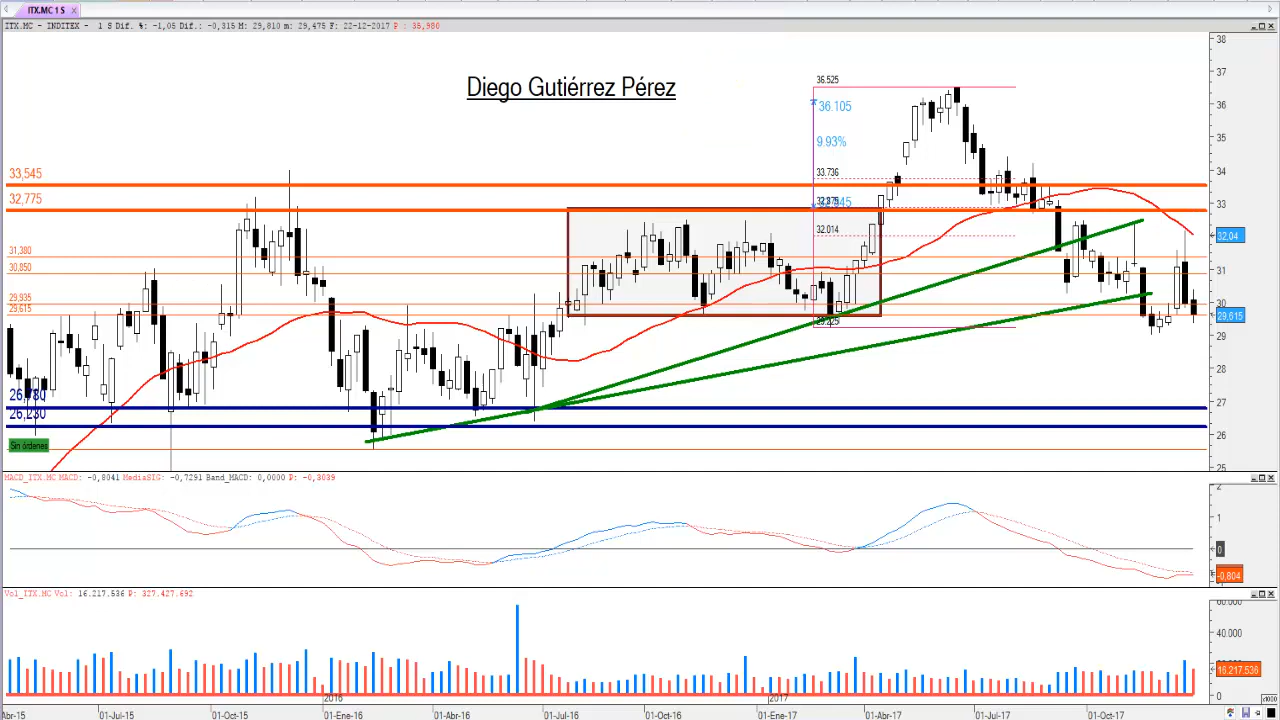 ITX.MC 1 S
ITX.MC - INDITEX - 1 S Dif. %: -1,05 Dif.: -0,315 M: 29,810 m: 29,475 F: 22-12-2017 P : 35,980
Diego Gutiérrez Pérez
38
37
36
35
34
33
32,04
31
30
29,615
29
28
27
26
25
36.525
36.105
9.93%
33.736
32.014
29.225
33,545
32,775
31,380
30,850
29,935
29,615
26,780
26,230
Sin órdenes
MACD_ITX.MC MACD: -0,8041 MediaSIG: -0,7291 Band_MACD: 0,0000 P: -0,3039
2
1
0
-0,804
Vol_ITX.MC Vol: 16.217.536 P: 327.427.692
60.000
40.000
16.217.536
0
x1000
2016
2017
Abr-15
01-Jul-15
01-Oct-15
01-Ene-16
01-Abr-16
01-Jul-16
01-Oct-16
01-Ene-17
01-Abr-17
01-Jul-17
01-Oct-17